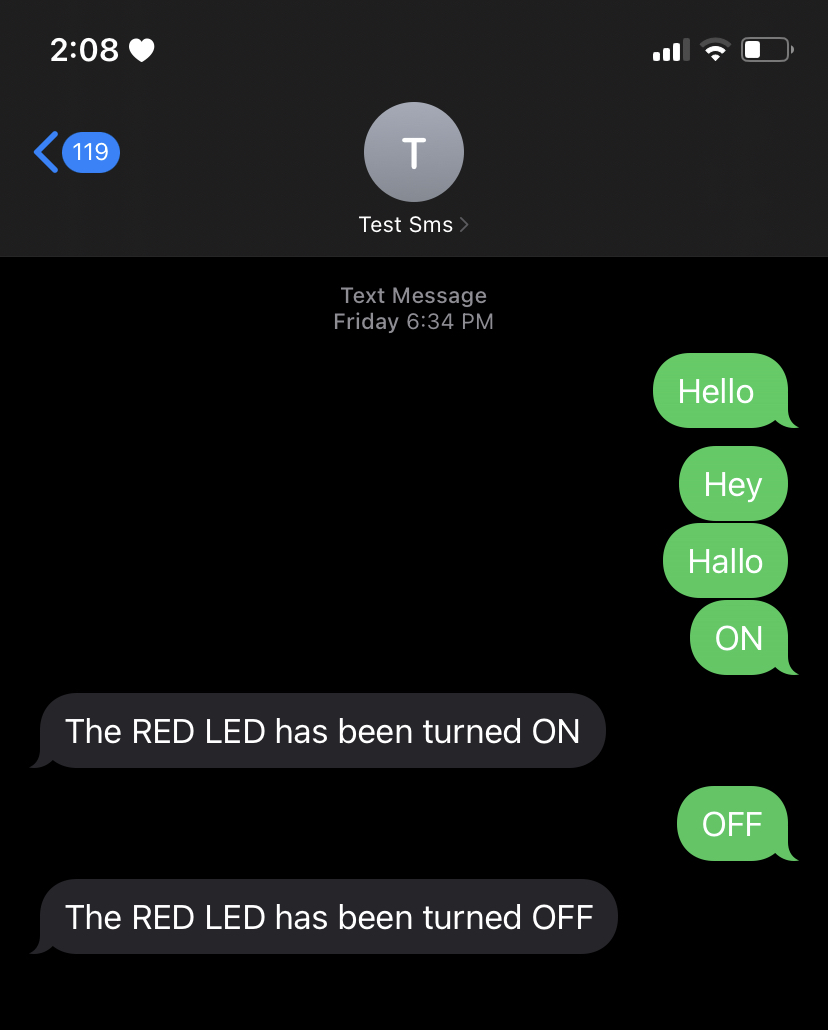 2:08
119
T
Test Sms
Text Message
Friday 6:34 PM
Hello
Hey
Hallo
ON
The RED LED has been turned ON
OFF
The RED LED has been turned OFF